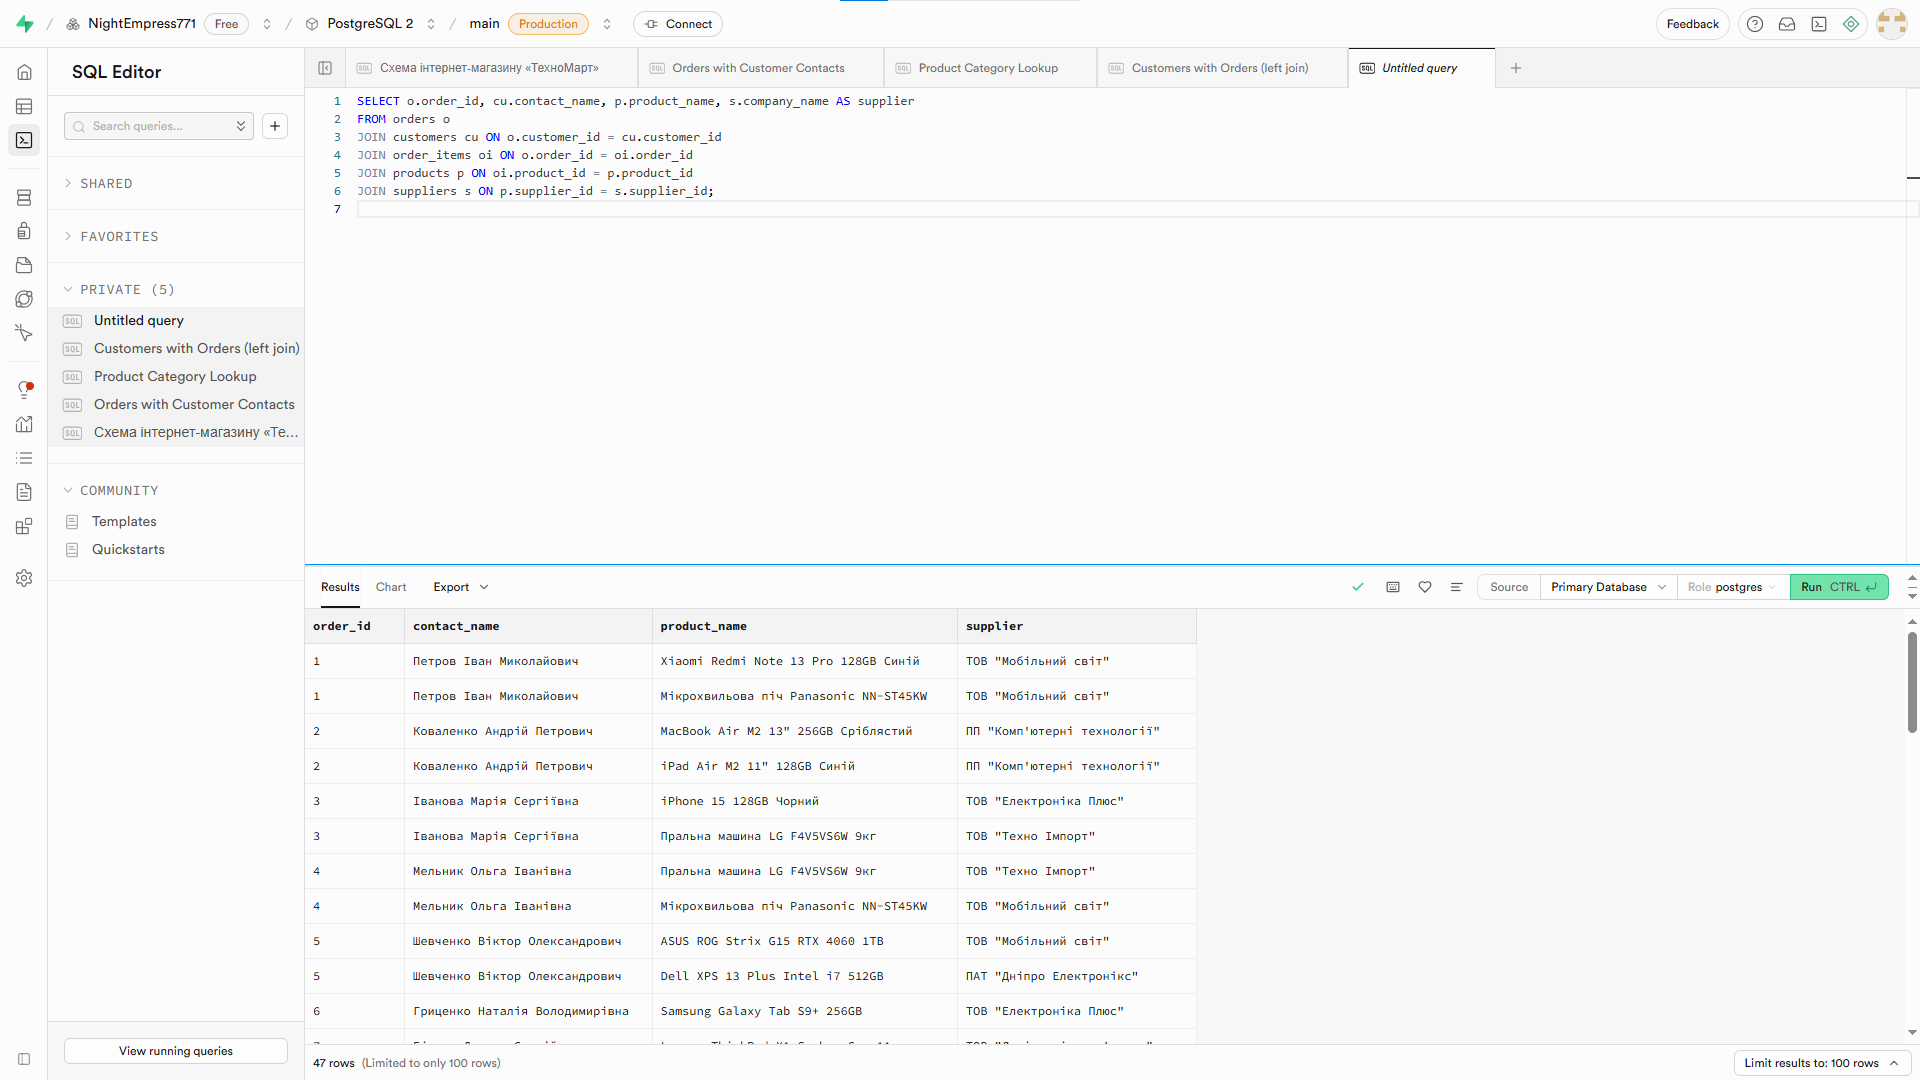 NightEmpress771 Free PostgreSQL 2 main Production Connect Feedback
SQL Editor
Search queries...
SHARED
FAVORITES
PRIVATE (5)
SQL Untitled query
SQL Customers with Orders (left join)
SQL Product Category Lookup
SQL Orders with Customer Contacts
SQL Схема інтернет-магазину «Те...
COMMUNITY
Templates
Quickstarts
View running queries
SQL Схема інтернет-магазину «ТехноМарт» SQL Orders with Customer Contacts SQL Product Category Lookup SQL Customers with Orders (left join) SQL Untitled query
1 SELECT o.order_id, cu.contact_name, p.product_name, s.company_name AS supplier
2 FROM orders o
3 JOIN customers cu ON o.customer_id = cu.customer_id
4 JOIN order_items oi ON o.order_id = oi.order_id
5 JOIN products p ON oi.product_id = p.product_id
6 JOIN suppliers s ON p.supplier_id = s.supplier_id;
7
Results Chart Export Source Primary Database Role postgres Run CTRL
order_id contact_name product_name supplier
1 Петров Іван Миколайович Xiaomi Redmi Note 13 Pro 128GB Синій ТОВ "Мобільний світ"
1 Петров Іван Миколайович Мікрохвильова піч Panasonic NN-ST45KW ТОВ "Мобільний світ"
2 Коваленко Андрій Петрович MacBook Air M2 13" 256GB Сріблястий ПП "Комп'ютерні технології"
2 Коваленко Андрій Петрович iPad Air M2 11" 128GB Синій ПП "Комп'ютерні технології"
3 Іванова Марія Сергіївна iPhone 15 128GB Чорний ТОВ "Електроніка Плюс"
3 Іванова Марія Сергіївна Пральна машина LG F4V5VS6W 9кг ТОВ "Техно Імпорт"
4 Мельник Ольга Іванівна Пральна машина LG F4V5VS6W 9кг ТОВ "Техно Імпорт"
4 Мельник Ольга Іванівна Мікрохвильова піч Panasonic NN-ST45KW ТОВ "Мобільний світ"
5 Шевченко Віктор Олександрович ASUS ROG Strix G15 RTX 4060 1TB ТОВ "Мобільний світ"
5 Шевченко Віктор Олександрович Dell XPS 13 Plus Intel i7 512GB ПАТ "Дніпро Електронікс"
6 Гриценко Наталія Володимирівна Samsung Galaxy Tab S9+ 256GB ТОВ "Електроніка Плюс"
47 rows (Limited to only 100 rows) Limit results to: 100 rows